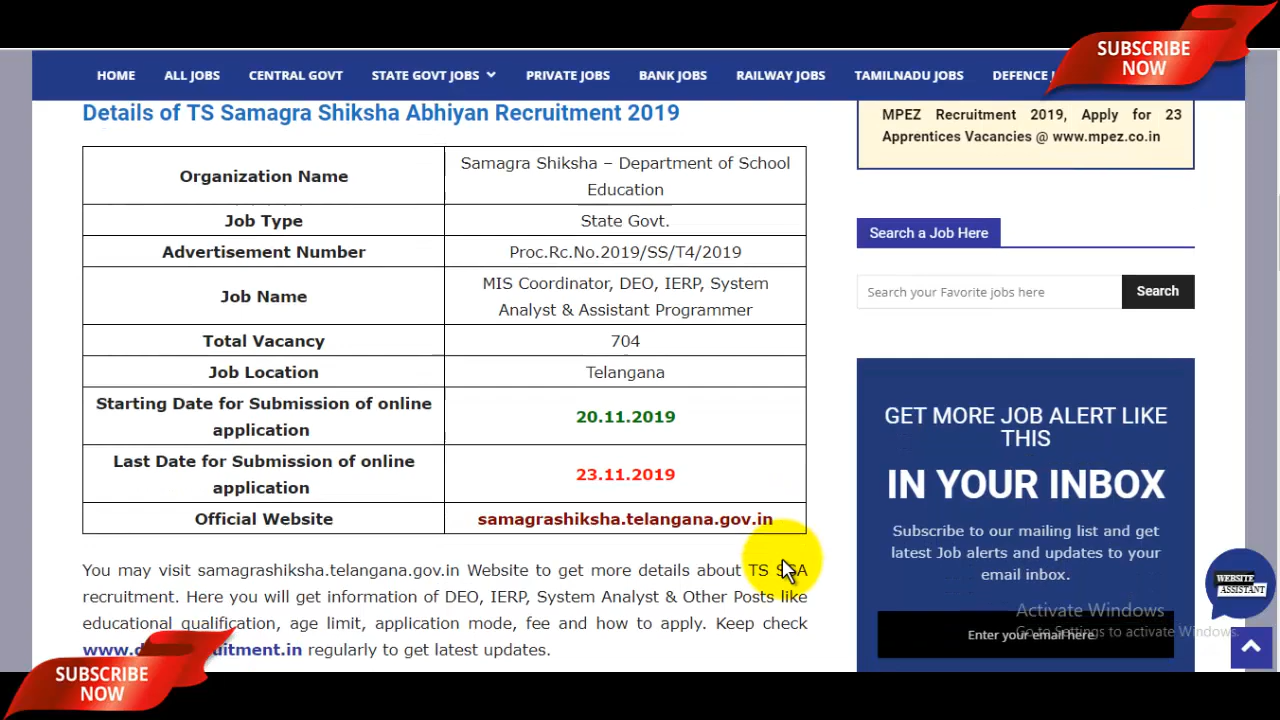 SUBSCRIBE
NOW
HOME ALL JOBS CENTRAL GOVT STATE GOVT JOBS PRIVATE JOBS BANK JOBS RAILWAY JOBS TAMILNADU JOBS DEFENCE
Details of TS Samagra Shiksha Abhiyan Recruitment 2019
MPEZ Recruitment 2019, Apply for 23
Apprentices Vacancies @ www.mpez.co.in
Organization Name
Samagra Shiksha – Department of School
Education
Job Type State Govt.
Advertisement Number Proc.Rc.No.2019/SS/T4/2019
Job Name
MIS Coordinator, DEO, IERP, System
Analyst & Assistant Programmer
Total Vacancy 704
Job Location Telangana
Starting Date for Submission of online
application
20.11.2019
Last Date for Submission of online
application
23.11.2019
Official Website samagrashiksha.telangana.gov.in
You may visit samagrashiksha.telangana.gov.in Website to get more details about TS SSA
recruitment. Here you will get information of DEO, IERP, System Analyst & Other Posts like
educational qualification, age limit, application mode, fee and how to apply. Keep check
regularly to get latest updates.
Search a Job Here
Search your Favorite jobs here Search
GET MORE JOB ALERT LIKE
THIS
IN YOUR INBOX
Subscribe to our mailing list and get
latest Job alerts and updates to your
email inbox.
Enter your email here
Activate Windows
Go to Settings to activate Windows.
WEBSITE
ASSISTANT
SUBSCRIBE
NOW